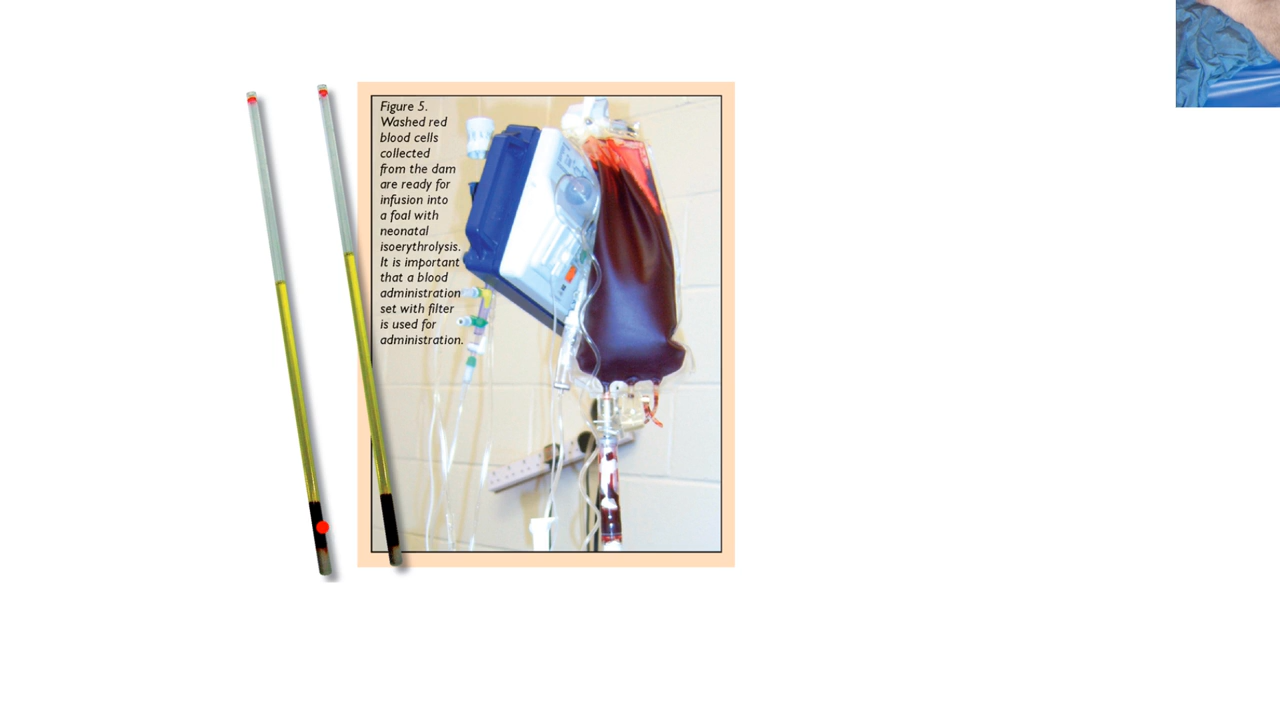 Figure 5.
Washed red
blood cells
collected
from the dam
are ready for
infusion into
a foal with
neonatal
isoerythrolysis.
It is important
that a blood
administration
set with filter
is used for
administration.